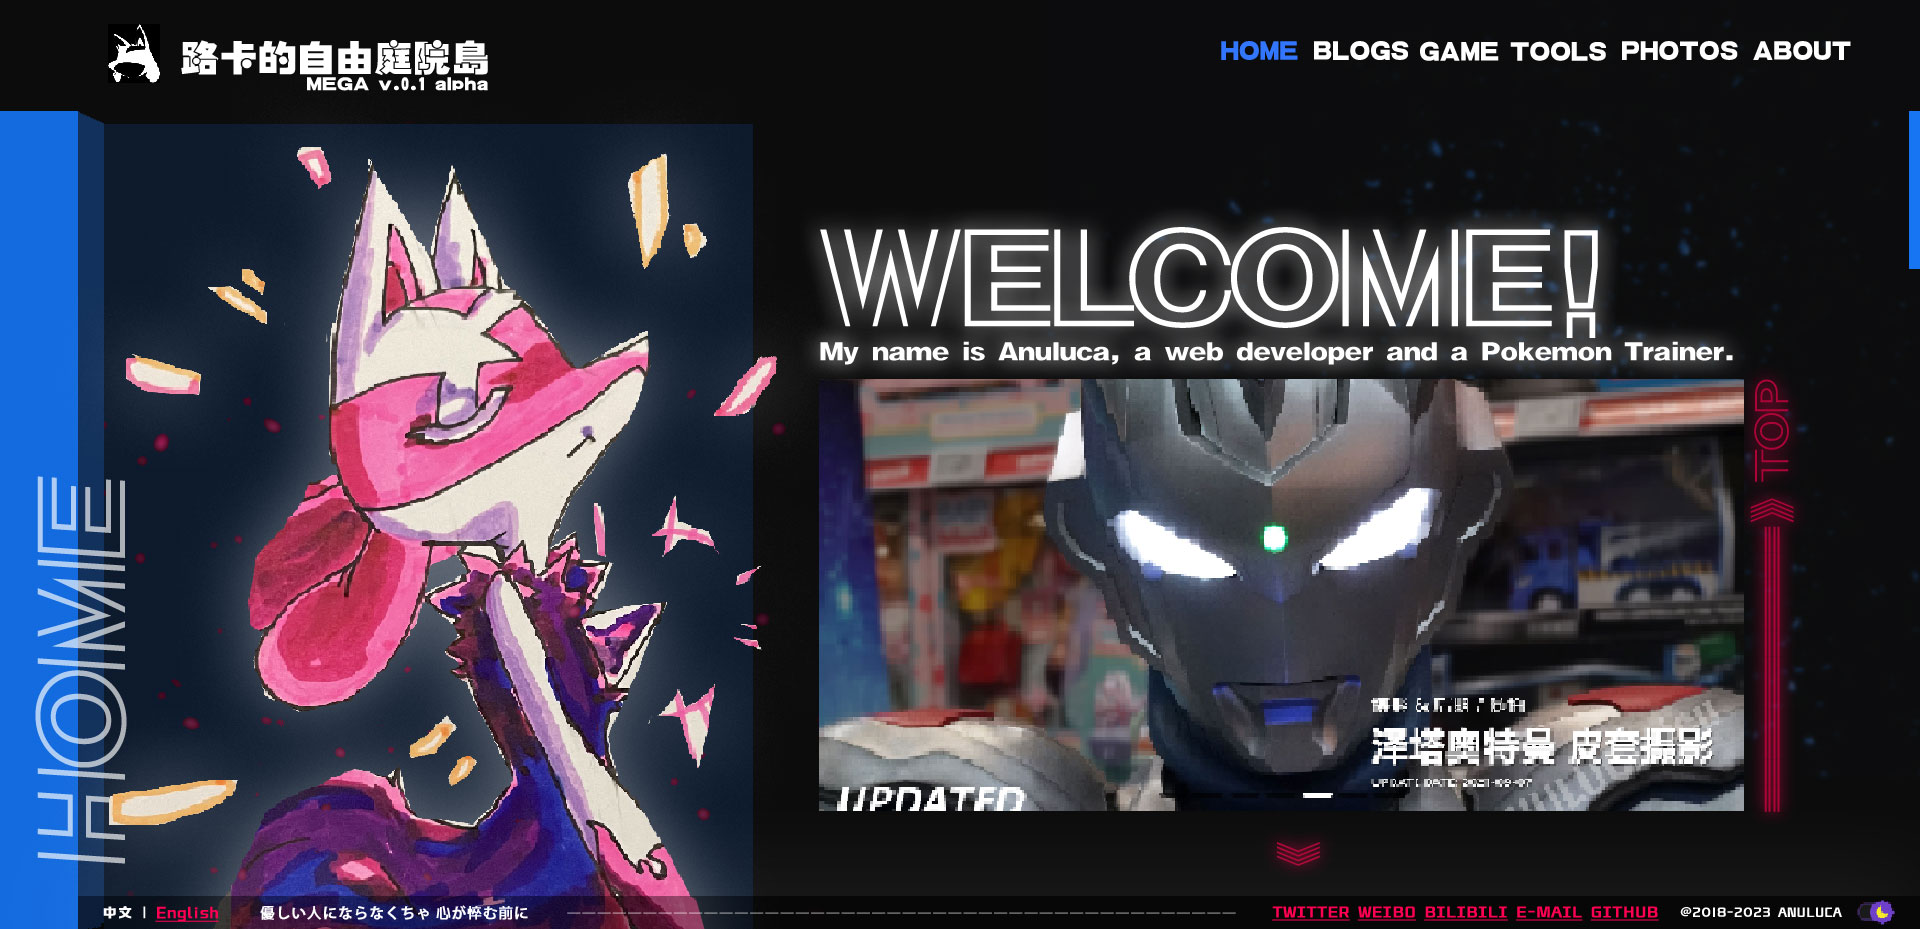 路卡的自由庭院島
MEGA v.0.1 alpha
HOME BLOGS GAME TOOLS PHOTOS ABOUT
HOME
WELCOME!
My name is Anuluca, a web developer and a Pokemon Trainer.
TOP
泽塔奥特曼 皮套摄影
UPDATE DATE 2021-09-07
UPDATED
中文 | English
優しい人にならなくちゃ 心が悴む前に
TWITTER WEIBO BILIBILI E-MAIL GITHUB
©2018-2023 ANULUCA